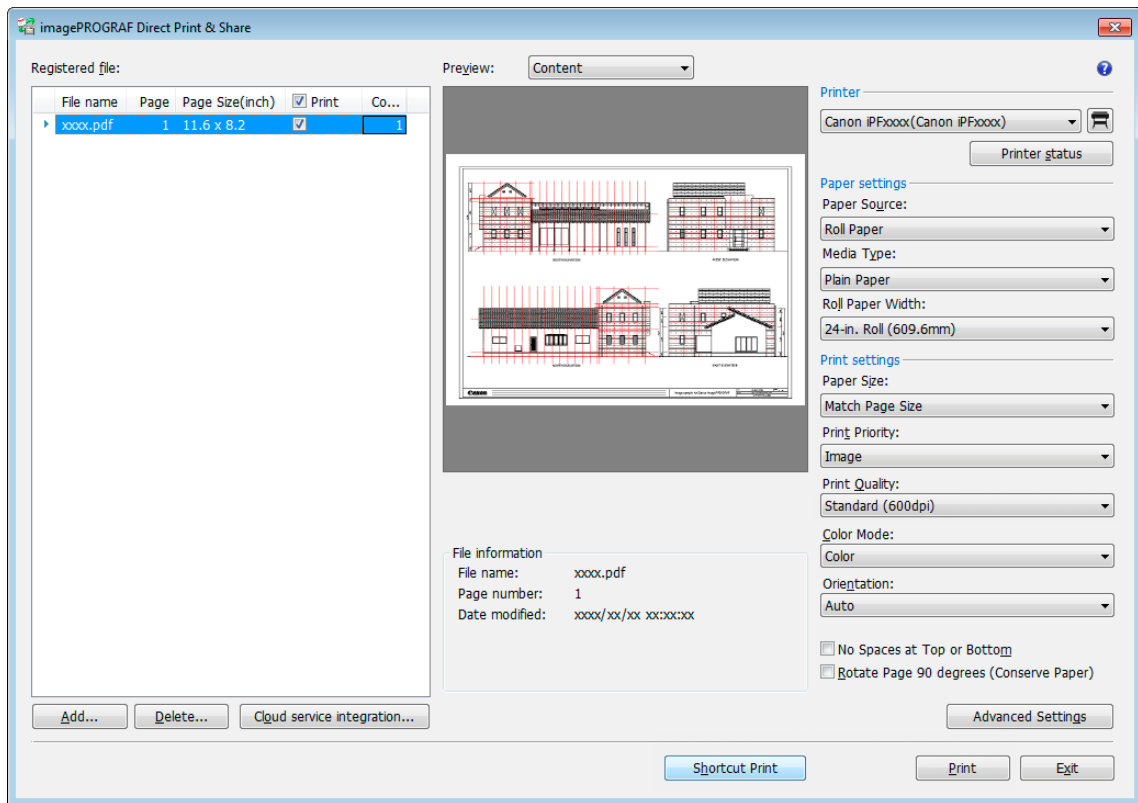 imagePROGRAF Direct Print & Share
Registered file:
File name Page Page Size(inch) Print Co...
xxxx.pdf 1 11.6 x 8.2 1
Add... Delete... Cloud service integration...
Preview: Content
Canon
File information
File name: xxxx.pdf
Page number: 1
Date modified: xxxx/xx/xx xx:xx:xx
Printer
Canon iPFxxxx(Canon iPFxxxx)
Printer status
Paper settings
Paper Source:
Roll Paper
Media Type:
Plain Paper
Roll Paper Width:
24-in. Roll (609.6mm)
Print settings
Paper Size:
Match Page Size
Print Priority:
Image
Print Quality:
Standard (600dpi)
Color Mode:
Color
Orientation:
Auto
No Spaces at Top or Bottom
Rotate Page 90 degrees (Conserve Paper)
Advanced Settings
Shortcut Print Print Exit